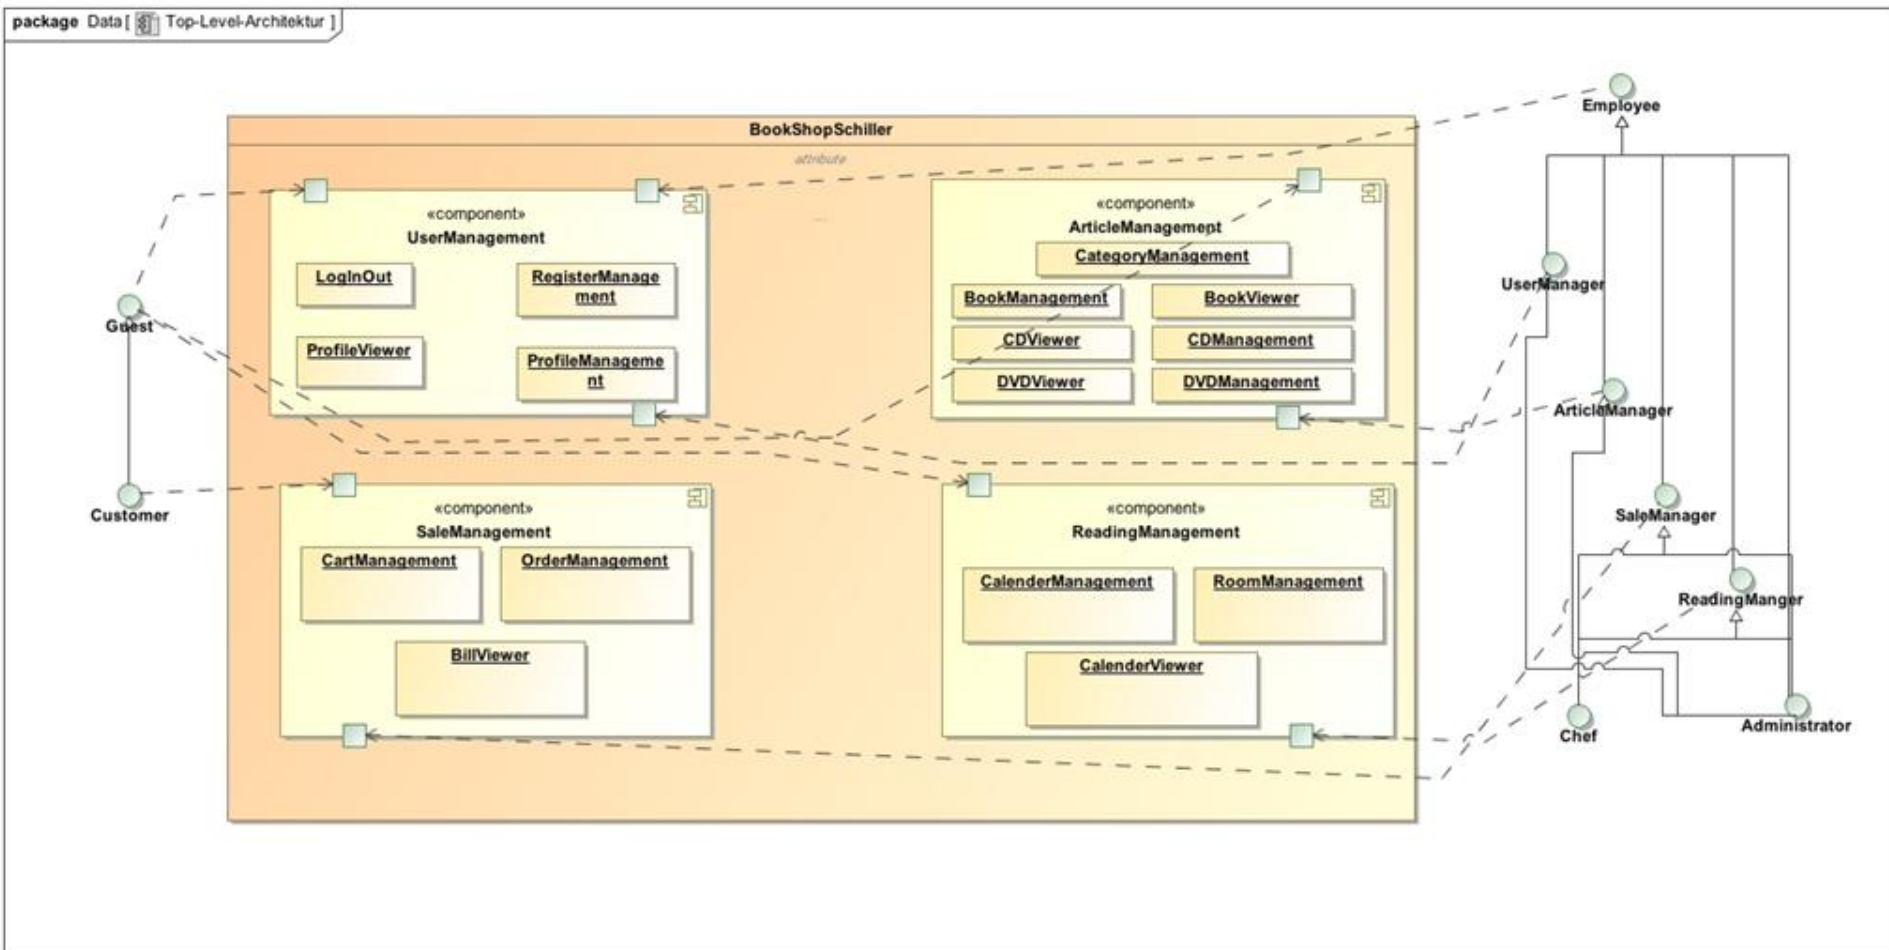 package Data [ Top-Level-Architektur ]
Employee
BookShopSchiller
attribute
«component»
UserManagement
LogInOut
RegisterManage
ment
ProfileViewer
ProfileManageme
nt
«component»
ArticleManagement
CategoryManagement
BookManagement
BookViewer
CDViewer
CDManagement
DVDViewer
DVDManagement
UserManager
Guest
ArticleManager
Customer
«component»
SaleManagement
CartManagement
OrderManagement
BillViewer
«component»
ReadingManagement
CalenderManagement
RoomManagement
CalenderViewer
SaleManager
ReadingManger
Chef
Administrator